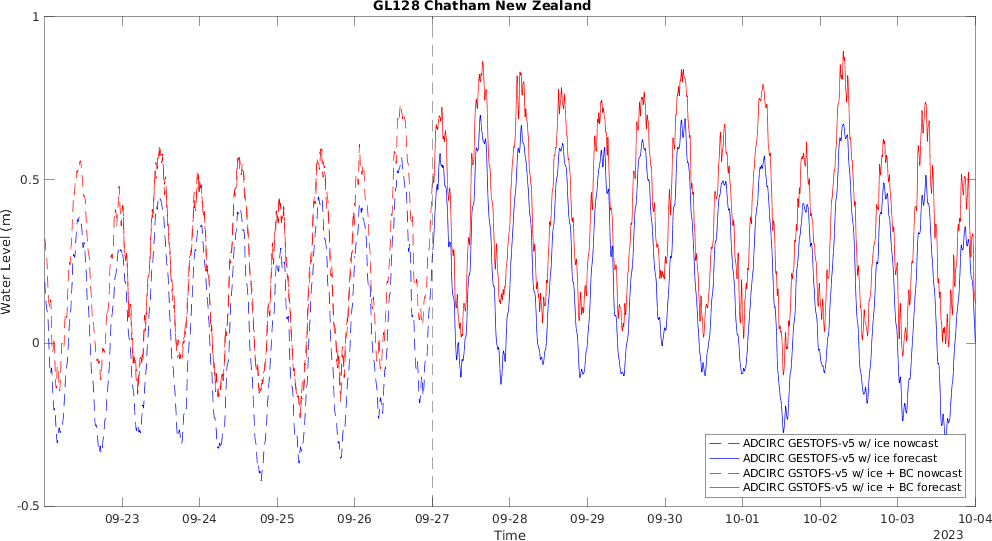 GL128 Chatham New Zealand
Water Level (m)
1
0.5
0
-0.5
ADCIRC GESTOFS-v5 w/ ice nowcast
ADCIRC GESTOFS-v5 w/ ice forecast
ADCIRC GSTOFS-v5 w/ ice + BC nowcast
ADCIRC GSTOFS-v5 w/ ice + BC forecast
09-23 09-24 09-25 09-26 09-27 09-28 09-29 09-30 10-01 10-02 10-03 10-04
Time
2023